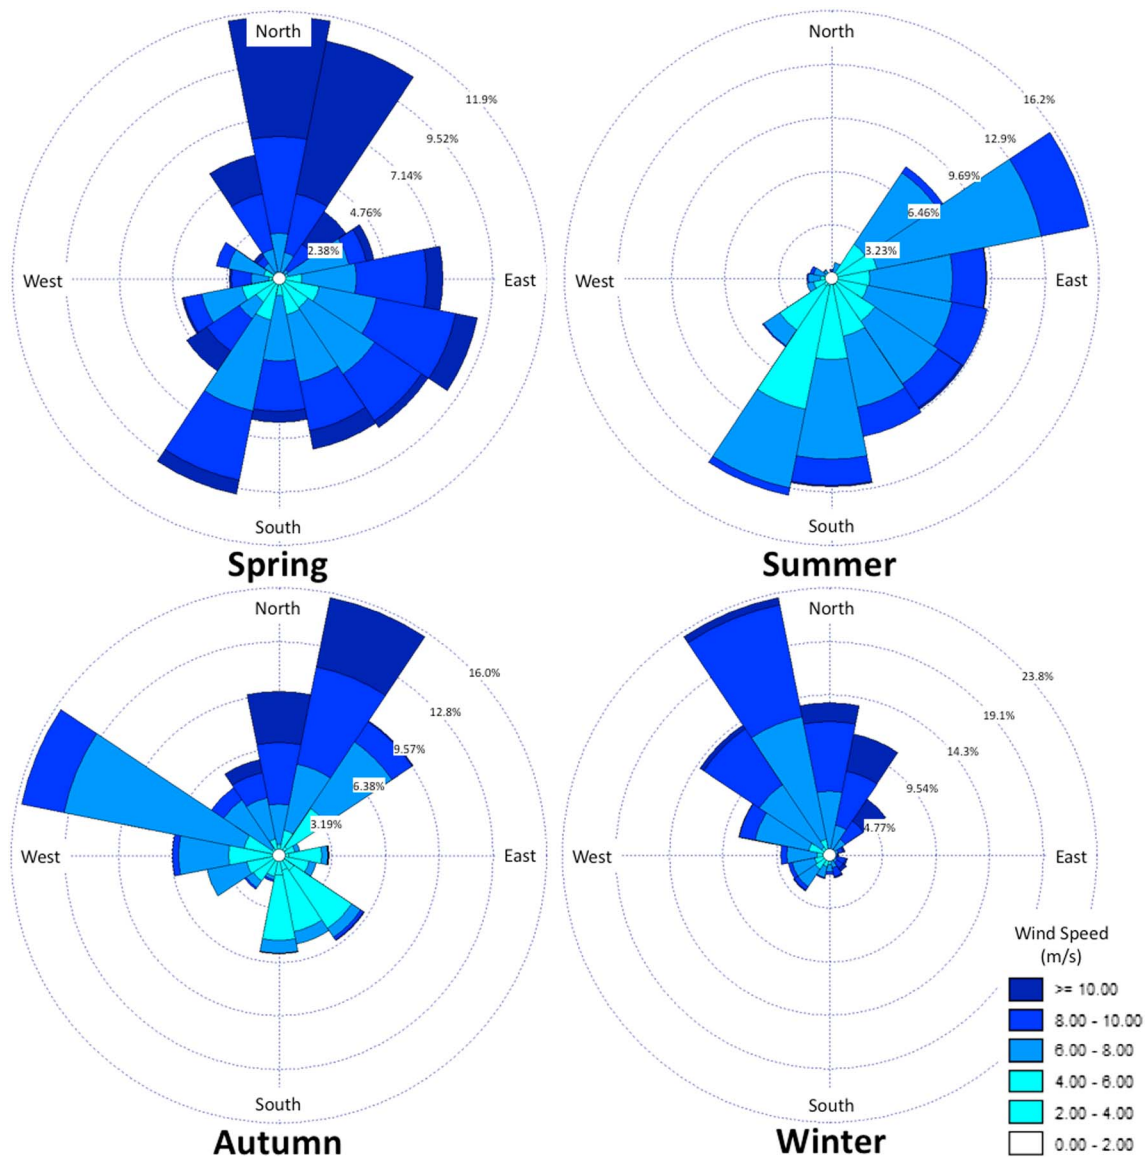 North
11.9%
9.52%
7.14%
4.76%
2.38%
West
East
South
Spring
North
16.2%
12.9%
9.69%
6.46%
3.23%
West
East
South
Summer
North
16.0%
12.8%
9.57%
6.38%
3.19%
West
East
South
Autumn
North
23.8%
19.1%
14.3%
9.54%
4.77%
West
East
South
Winter
Wind Speed
(m/s)
>= 10.00
8.00 - 10.00
6.00 - 8.00
4.00 - 6.00
2.00 - 4.00
0.00 - 2.00